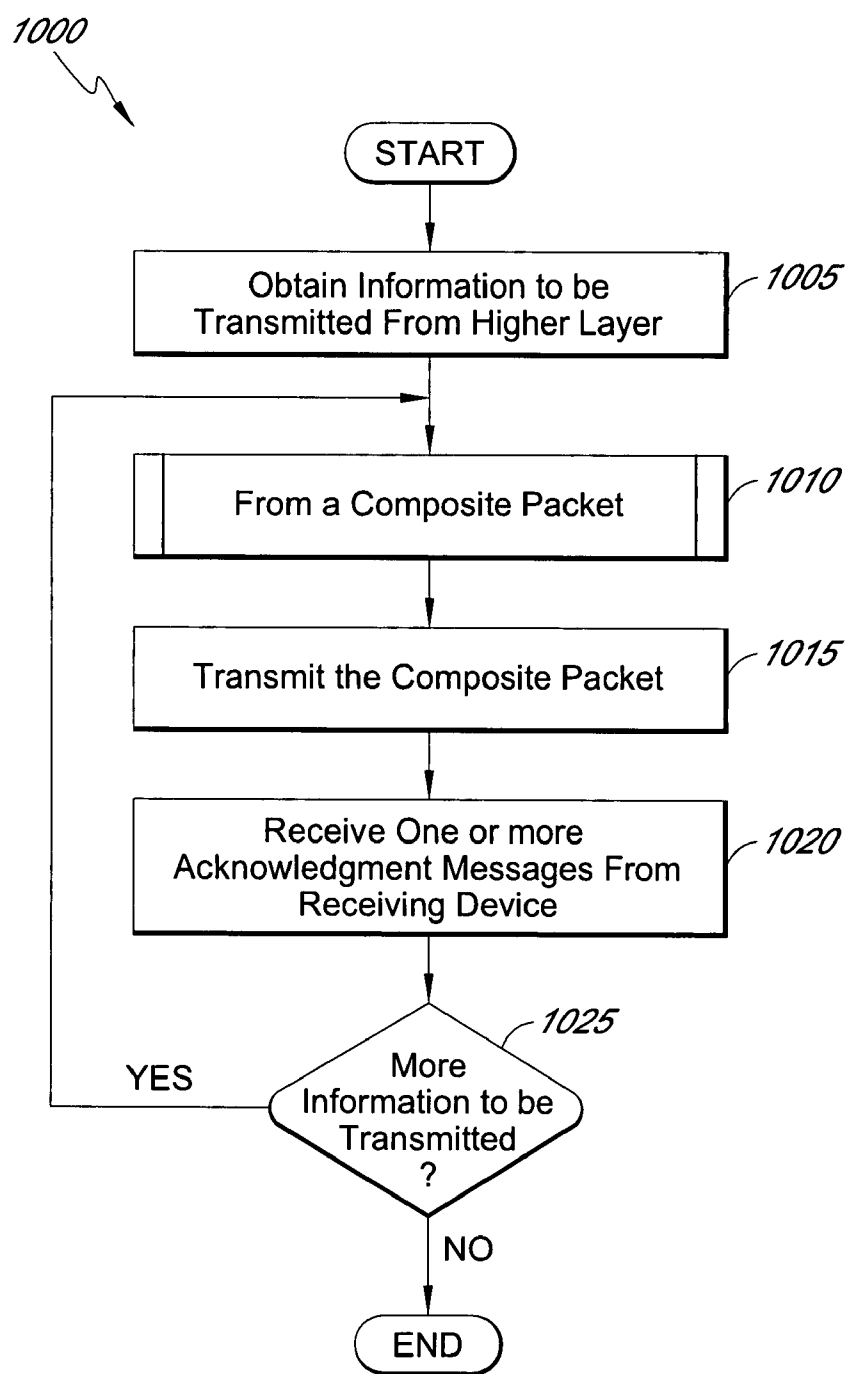 1000
START
Obtain Information to be
Transmitted From Higher Layer
1005
From a Composite Packet
1010
Transmit the Composite Packet
1015
Receive One or more
Acknowledgment Messages From
Receiving Device
1020
1025
More
Information to be
Transmitted
?
YES
NO
END